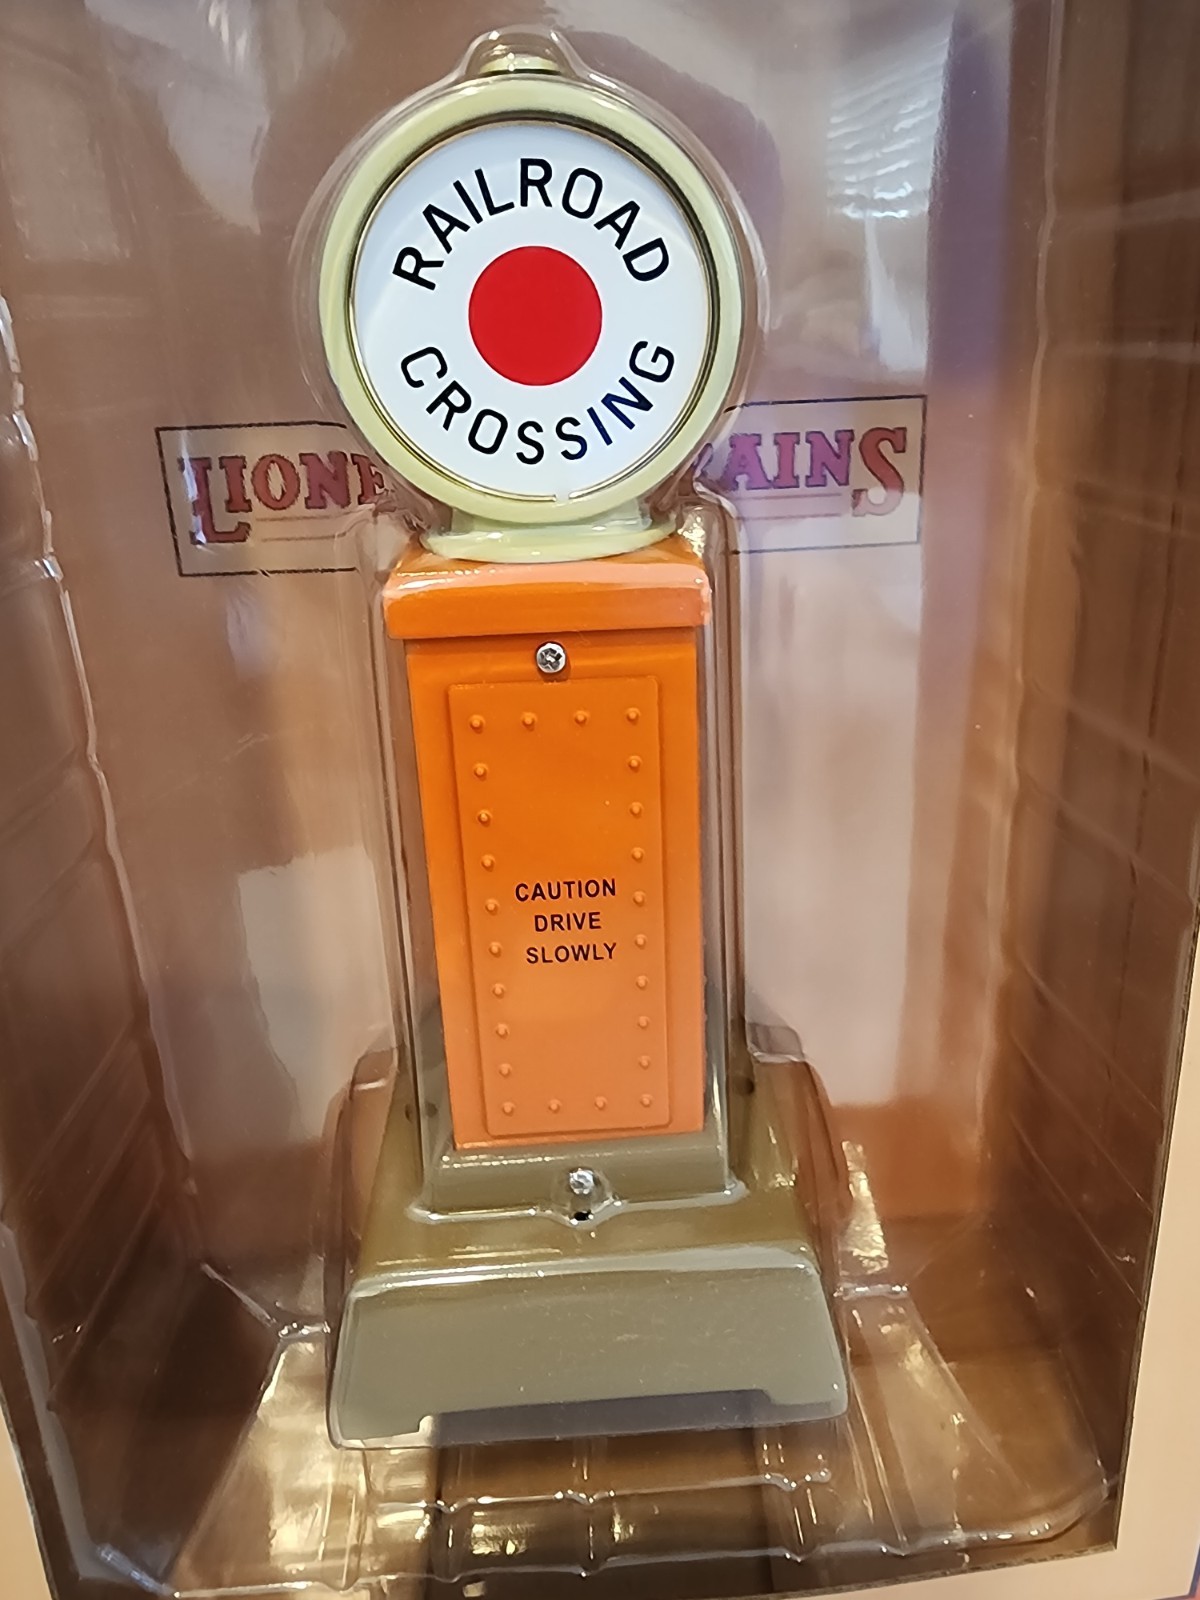 RAILROAD
CROSSING
LIONE RAINS
CAUTION
DRIVE
SLOWLY